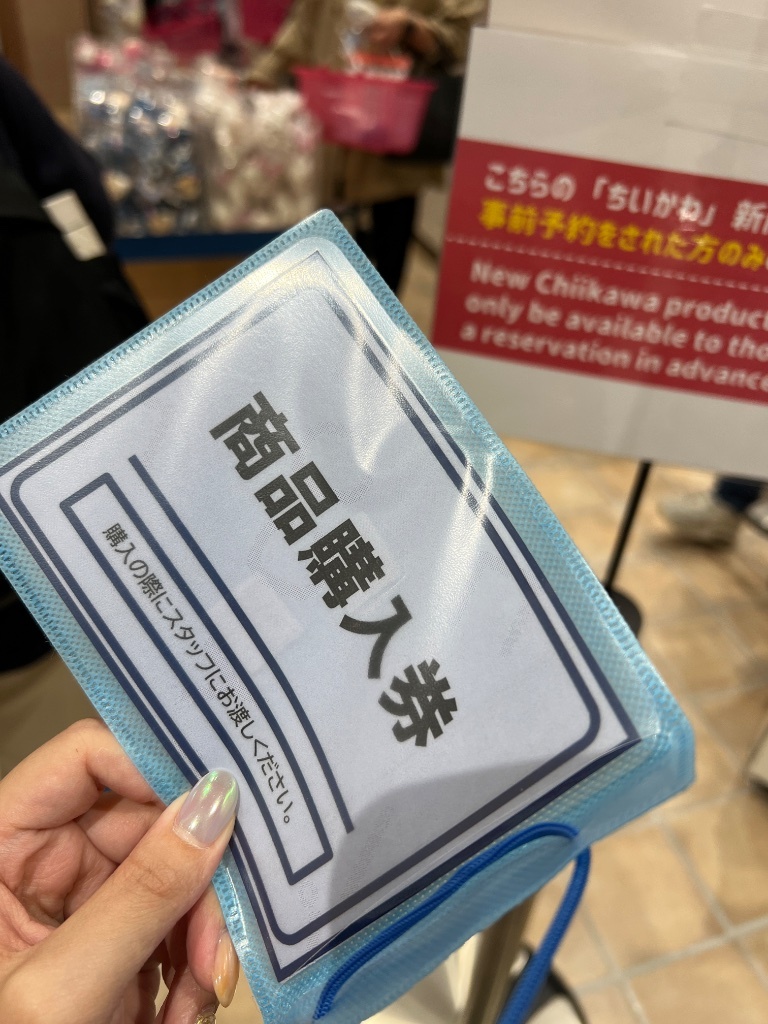 商品購入券
購入の際にスタッフにお渡しください。
こちらの「ちいかわ」新
事前予約をされた方のみ
New Chiikawa product
only be available to tho
a reservation in advance